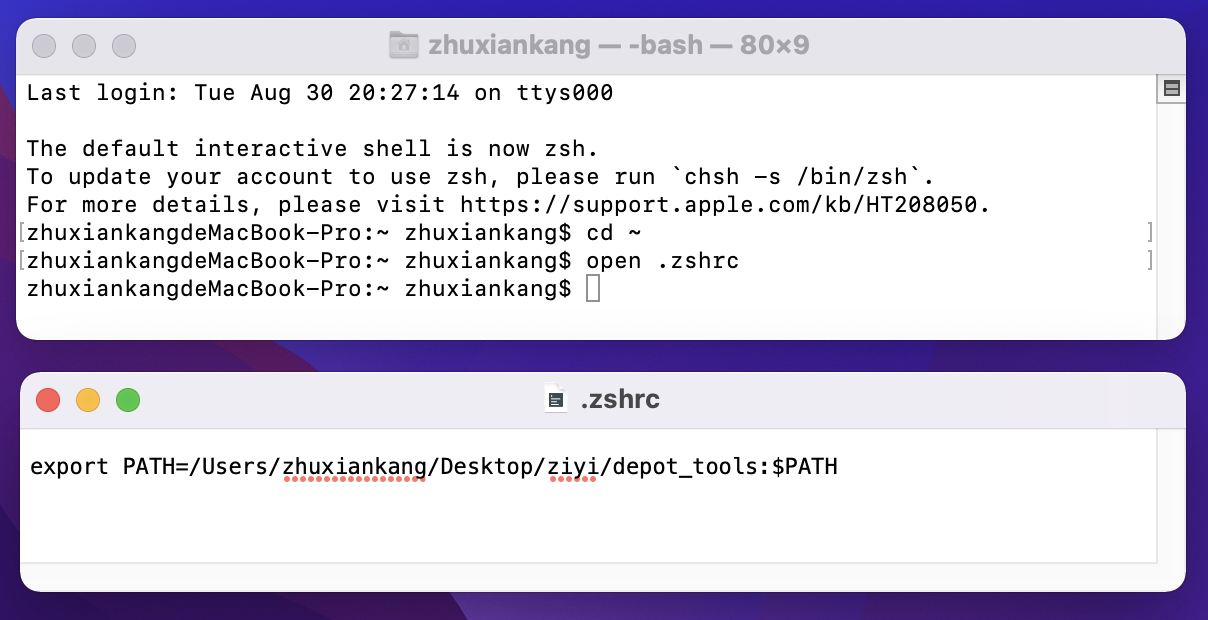 zhuxiankang — -bash — 80×9
Last login: Tue Aug 30 20:27:14 on ttys000
The default interactive shell is now zsh.
To update your account to use zsh, please run `chsh -s /bin/zsh`.
For more details, please visit https://support.apple.com/kb/HT208050.
[zhuxiankangdeMacBook-Pro:~ zhuxiankang$ cd ~ ]
[zhuxiankangdeMacBook-Pro:~ zhuxiankang$ open .zshrc ]
zhuxiankangdeMacBook-Pro:~ zhuxiankang$
.zshrc
export PATH=/Users/zhuxiankang/Desktop/ziyi/depot_tools:$PATH